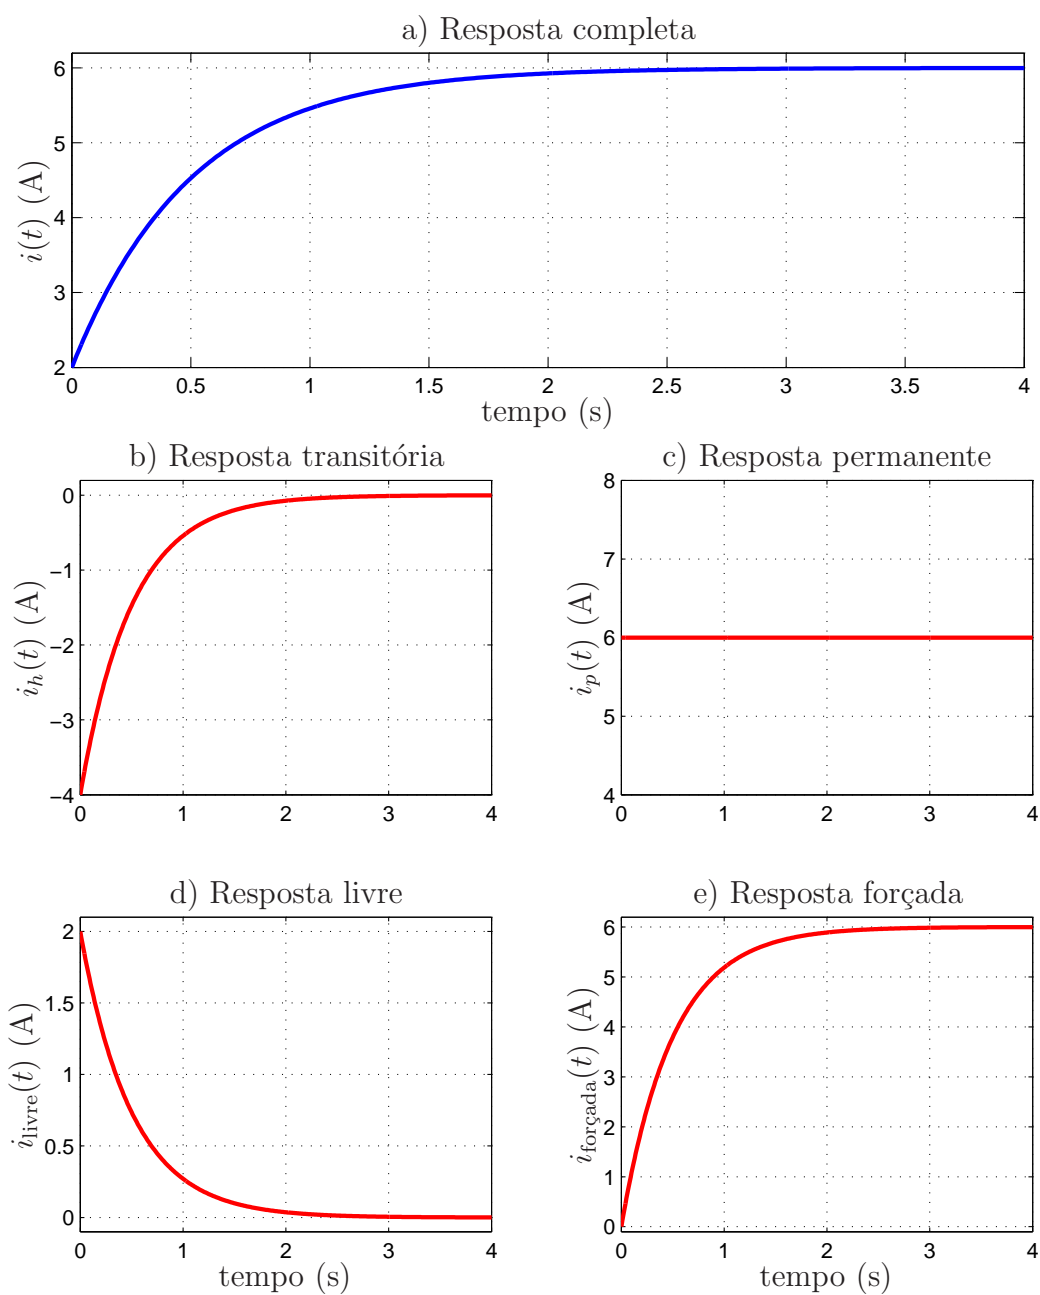 a) Resposta completa
i(t) (A)
6
5
4
3
2
0 0.5 1 1.5 2 2.5 3 3.5 4
tempo (s)
b) Resposta transitória
i_h(t) (A)
0
−1
−2
−3
−4
0 1 2 3 4
c) Resposta permanente
i_p(t) (A)
8
7
6
5
4
0 1 2 3 4
d) Resposta livre
i_livre(t) (A)
2
1.5
1
0.5
0
0 1 2 3 4
tempo (s)
e) Resposta forçada
i_forçada(t) (A)
6
5
4
3
2
1
0
0 1 2 3 4
tempo (s)